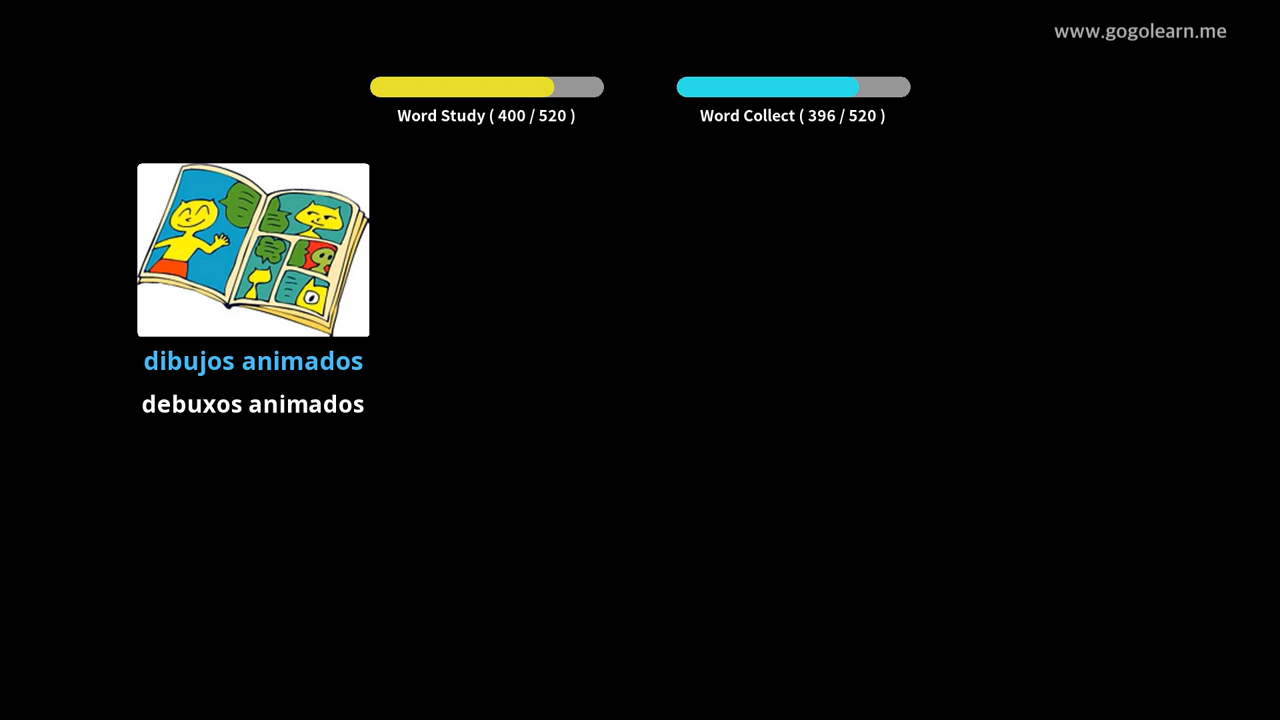 www.gogolearn.me
Word Study ( 400 / 520 )
Word Collect ( 396 / 520 )
dibujos animados
debuxos animados